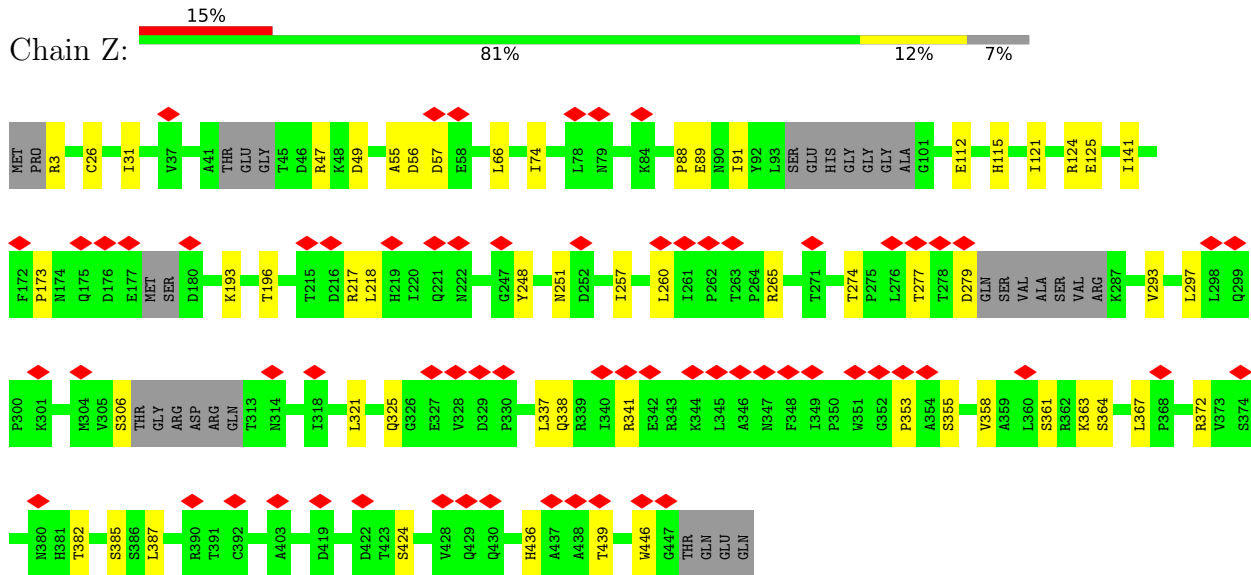 15%
Chain Z:
81% 12% 7%
MET PRO R3 C26 I31 V37 A41 THR GLU GLY T45 D46 R47 K48 D49 A55 D56 D57 E58 L66 I74 L78 N79 K84 P88 E89 N90 I91 Y92 L93 SER GLU HIS GLY GLY GLY ALA G101 E112 H115 I121 R124 E125 I141
F172 P173 N174 Q175 D176 E177 MET SER D180 K193 T196 T215 D216 R217 L218 H219 I220 Q221 N222 G247 Y248 N251 D252 I257 L260 I261 P262 T263 P264 R265 T271 T274 P275 L276 T277 T278 D279 GLN SER VAL ALA SER VAL ARG K287 V293 L297 L298 Q299
P300 K301 M304 V305 S306 THR GLY ARG ASP ARG GLN T313 N314 I318 L321 Q325 G326 E327 V328 D329 P330 L337 Q338 R339 I340 R341 E342 R343 K344 L345 A346 N347 F348 I349 P350 W351 G352 P353 A354 S355 V358 A359 L360 S361 R362 K363 S364 L367 P368 R372 V373 S374
N380 H381 T382 S385 S386 L387 R390 T391 C392 A403 D419 D422 T423 S424 V428 Q429 Q430 H436 A437 A438 T439 W446 G447 THR GLN GLU GLN